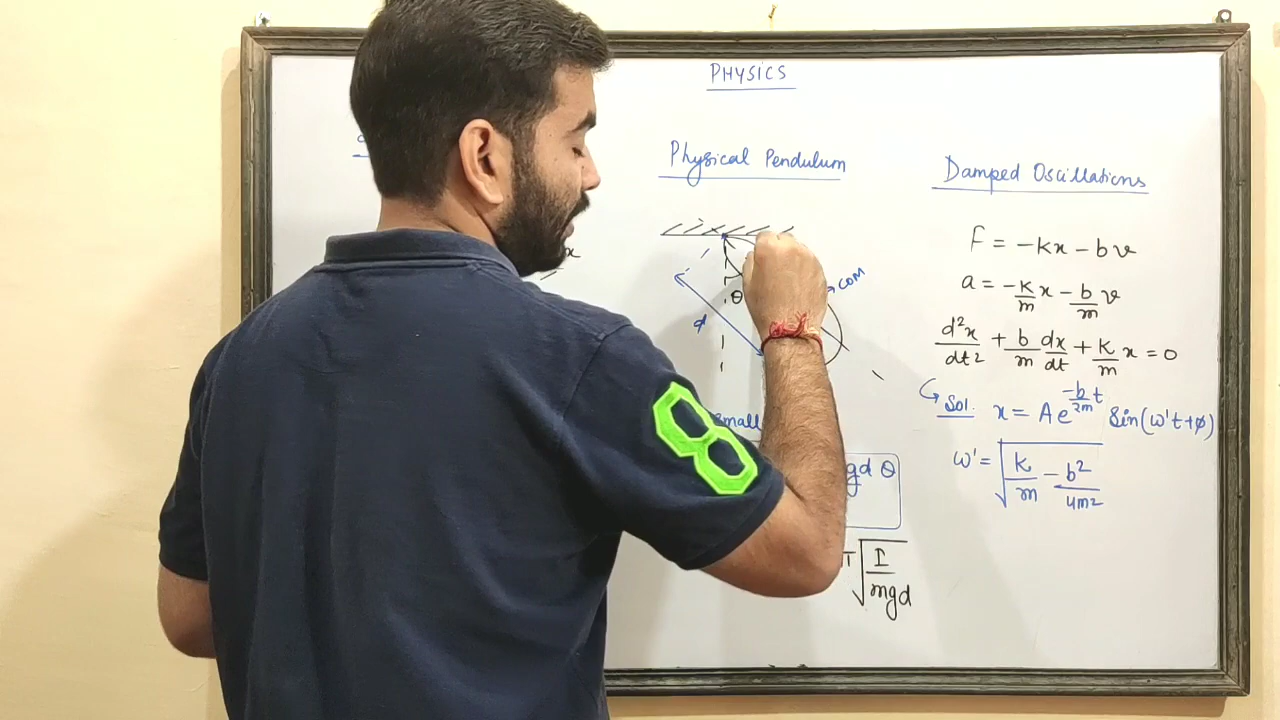 PHYSICS
Physical Pendulum
θ
d
COM
small
gd θ
√(I/mgd)
Damped Oscillations
F = -kx - bv
a = -k/m x - b/m v
d²x/dt² + b/m dx/dt + k/m x = 0
Sol. x = Ae^(-b/2m t) Sin(ω't+φ)
ω' = √(k/m - b²/4m²)
x
8